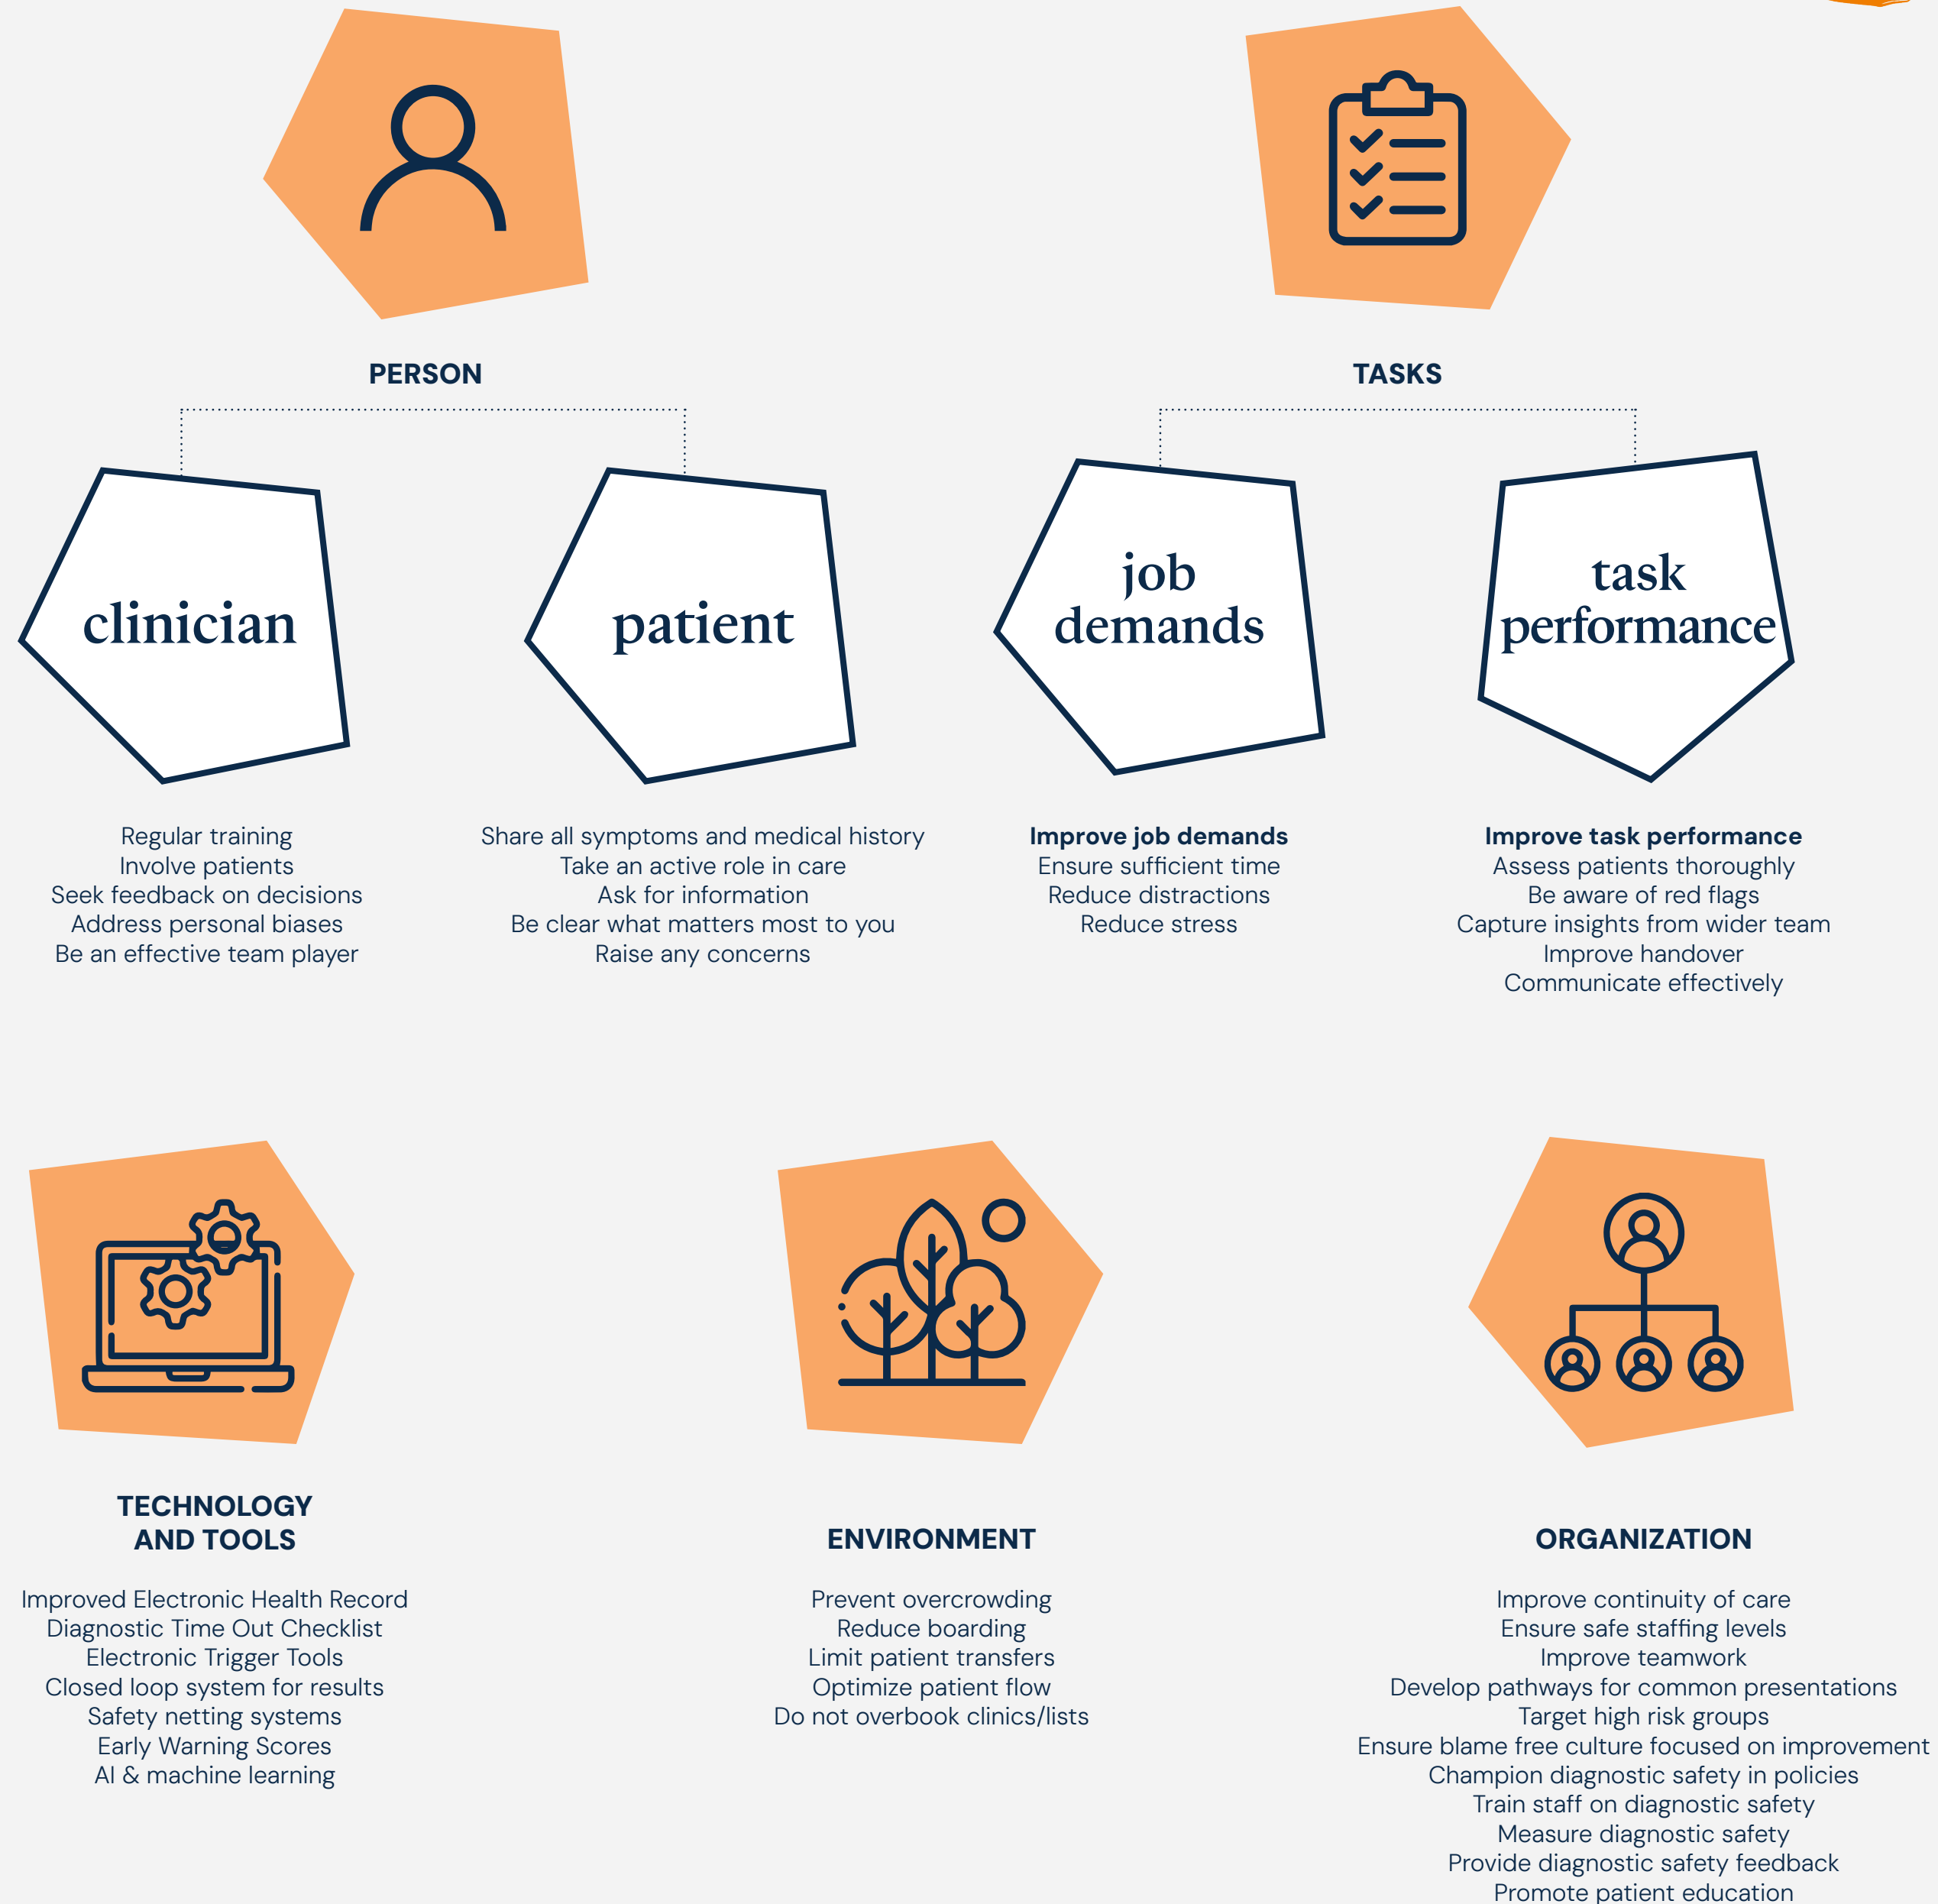 PERSON
TASKS
clinician
patient
job
demands
task
performance
Regular training
Involve patients
Seek feedback on decisions
Address personal biases
Be an effective team player
Share all symptoms and medical history
Take an active role in care
Ask for information
Be clear what matters most to you
Raise any concerns
Improve job demands
Ensure sufficient time
Reduce distractions
Reduce stress
Improve task performance
Assess patients thoroughly
Be aware of red flags
Capture insights from wider team
Improve handover
Communicate effectively
TECHNOLOGY
AND TOOLS
Improved Electronic Health Record
Diagnostic Time Out Checklist
Electronic Trigger Tools
Closed loop system for results
Safety netting systems
Early Warning Scores
AI & machine learning
ENVIRONMENT
Prevent overcrowding
Reduce boarding
Limit patient transfers
Optimize patient flow
Do not overbook clinics/lists
ORGANIZATION
Improve continuity of care
Ensure safe staffing levels
Improve teamwork
Develop pathways for common presentations
Target high risk groups
Ensure blame free culture focused on improvement
Champion diagnostic safety in policies
Train staff on diagnostic safety
Measure diagnostic safety
Provide diagnostic safety feedback
Promote patient education